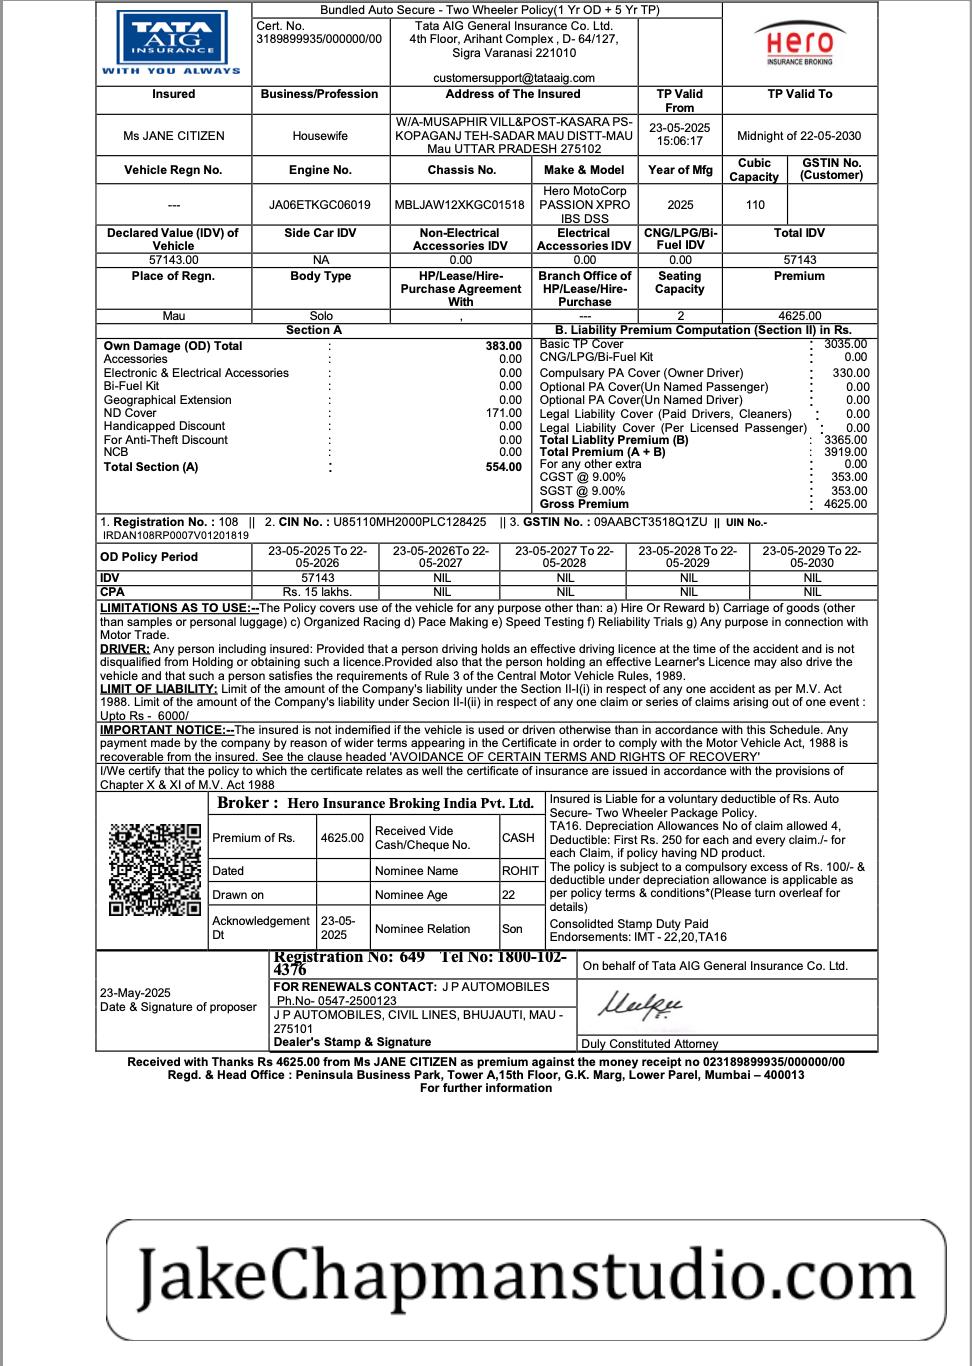 Bundled Auto Secure - Two Wheeler Policy(1 Yr OD + 5 Yr TP)
TATA
AIG
INSURANCE
WITH YOU ALWAYS
Cert. No.
3189899935/000000/00
Tata AIG General Insurance Co. Ltd.
4th Floor, Arihant Complex , D- 64/127,
Sigra Varanasi 221010
customersupport@tataaig.com
Hero
INSURANCE BROKING
Insured Business/Profession Address of The Insured TP Valid From TP Valid To
Ms JANE CITIZEN Housewife
W/A-MUSAPHIR VILL&POST-KASARA PS-
KOPAGANJ TEH-SADAR MAU DISTT-MAU
Mau UTTAR PRADESH 275102
23-05-2025
15:06:17
Midnight of 22-05-2030
Vehicle Regn No. Engine No. Chassis No. Make & Model Year of Mfg Cubic Capacity GSTIN No. (Customer)
--- JA06ETKGC06019 MBLJAW12XKGC01518
Hero MotoCorp
PASSION XPRO
IBS DSS
2025 110
Declared Value (IDV) of Vehicle Side Car IDV Non-Electrical Accessories IDV Electrical Accessories IDV CNG/LPG/Bi-Fuel IDV Total IDV
57143.00 NA 0.00 0.00 0.00 57143
Place of Regn. Body Type HP/Lease/Hire-Purchase Agreement With Branch Office of HP/Lease/Hire-Purchase Seating Capacity Premium
Mau Solo , --- 2 4625.00
Section A
Own Damage (OD) Total : 383.00
Accessories : 0.00
Electronic & Electrical Accessories : 0.00
Bi-Fuel Kit : 0.00
Geographical Extension : 0.00
ND Cover : 171.00
Handicapped Discount : 0.00
For Anti-Theft Discount : 0.00
NCB : 0.00
Total Section (A) : 554.00
B. Liability Premium Computation (Section II) in Rs.
Basic TP Cover : 3035.00
CNG/LPG/Bi-Fuel Kit : 0.00
Compulsary PA Cover (Owner Driver) : 330.00
Optional PA Cover(Un Named Passenger) : 0.00
Optional PA Cover(Un Named Driver) : 0.00
Legal Liability Cover (Paid Drivers, Cleaners) : 0.00
Legal Liability Cover (Per Licensed Passenger) : 0.00
Total Liablity Premium (B) : 3365.00
Total Premium (A + B) : 3919.00
For any other extra : 0.00
CGST @ 9.00% : 353.00
SGST @ 9.00% : 353.00
Gross Premium : 4625.00
1. Registration No. : 108 || 2. CIN No. : U85110MH2000PLC128425 || 3. GSTIN No. : 09AABCT3518Q1ZU || UIN No.-
IRDAN108RP0007V01201819
OD Policy Period 23-05-2025 To 22-05-2026 23-05-2026To 22-05-2027 23-05-2027 To 22-05-2028 23-05-2028 To 22-05-2029 23-05-2029 To 22-05-2030
IDV 57143 NIL NIL NIL NIL
CPA Rs. 15 lakhs. NIL NIL NIL NIL
LIMITATIONS AS TO USE:--The Policy covers use of the vehicle for any purpose other than: a) Hire Or Reward b) Carriage of goods (other
than samples or personal luggage) c) Organized Racing d) Pace Making e) Speed Testing f) Reliability Trials g) Any purpose in connection with
Motor Trade.
DRIVER: Any person including insured: Provided that a person driving holds an effective driving licence at the time of the accident and is not
disqualified from Holding or obtaining such a licence.Provided also that the person holding an effective Learner's Licence may also drive the
vehicle and that such a person satisfies the requirements of Rule 3 of the Central Motor Vehicle Rules, 1989.
LIMIT OF LIABILITY: Limit of the amount of the Company's liability under the Section II-I(i) in respect of any one accident as per M.V. Act
1988. Limit of the amount of the Company's liability under Secion II-I(ii) in respect of any one claim or series of claims arising out of one event :
Upto Rs - 6000/
IMPORTANT NOTICE:--The insured is not indemnified if the vehicle is used or driven otherwise than in accordance with this Schedule. Any
payment made by the company by reason of wider terms appearing in the Certificate in order to comply with the Motor Vehicle Act, 1988 is
recoverable from the insured. See the clause headed 'AVOIDANCE OF CERTAIN TERMS AND RIGHTS OF RECOVERY'
I/We certify that the policy to which the certificate relates as well the certificate of insurance are issued in accordance with the provisions of
Chapter X & XI of M.V. Act 1988
Broker : Hero Insurance Broking India Pvt. Ltd.
Premium of Rs. 4625.00 Received Vide Cash/Cheque No. CASH
Dated Nominee Name ROHIT
Drawn on Nominee Age 22
Acknowledgement Dt 23-05-2025 Nominee Relation Son
Insured is Liable for a voluntary deductible of Rs. Auto
Secure- Two Wheeler Package Policy.
TA16. Depreciation Allowances No of claim allowed 4,
Deductible: First Rs. 250 for each and every claim./- for
each Claim, if policy having ND product.
The policy is subject to a compulsory excess of Rs. 100/- &
deductible under depreciation allowance is applicable as
per policy terms & conditions*(Please turn overleaf for
details)
Consolidted Stamp Duty Paid
Endorsements: IMT - 22,20,TA16
23-May-2025
Date & Signature of proposer
Registration No: 649 Tel No: 1800-102-
4376
FOR RENEWALS CONTACT: J P AUTOMOBILES
Ph.No- 0547-2500123
J P AUTOMOBILES, CIVIL LINES, BHUJAUTI, MAU -
275101
Dealer's Stamp & Signature
On behalf of Tata AIG General Insurance Co. Ltd.
Duly Constituted Attorney
Received with Thanks Rs 4625.00 from Ms JANE CITIZEN as premium against the money receipt no 023189899935/000000/00
Regd. & Head Office : Peninsula Business Park, Tower A,15th Floor, G.K. Marg, Lower Parel, Mumbai – 400013
For further information
JakeChapmanstudio.com